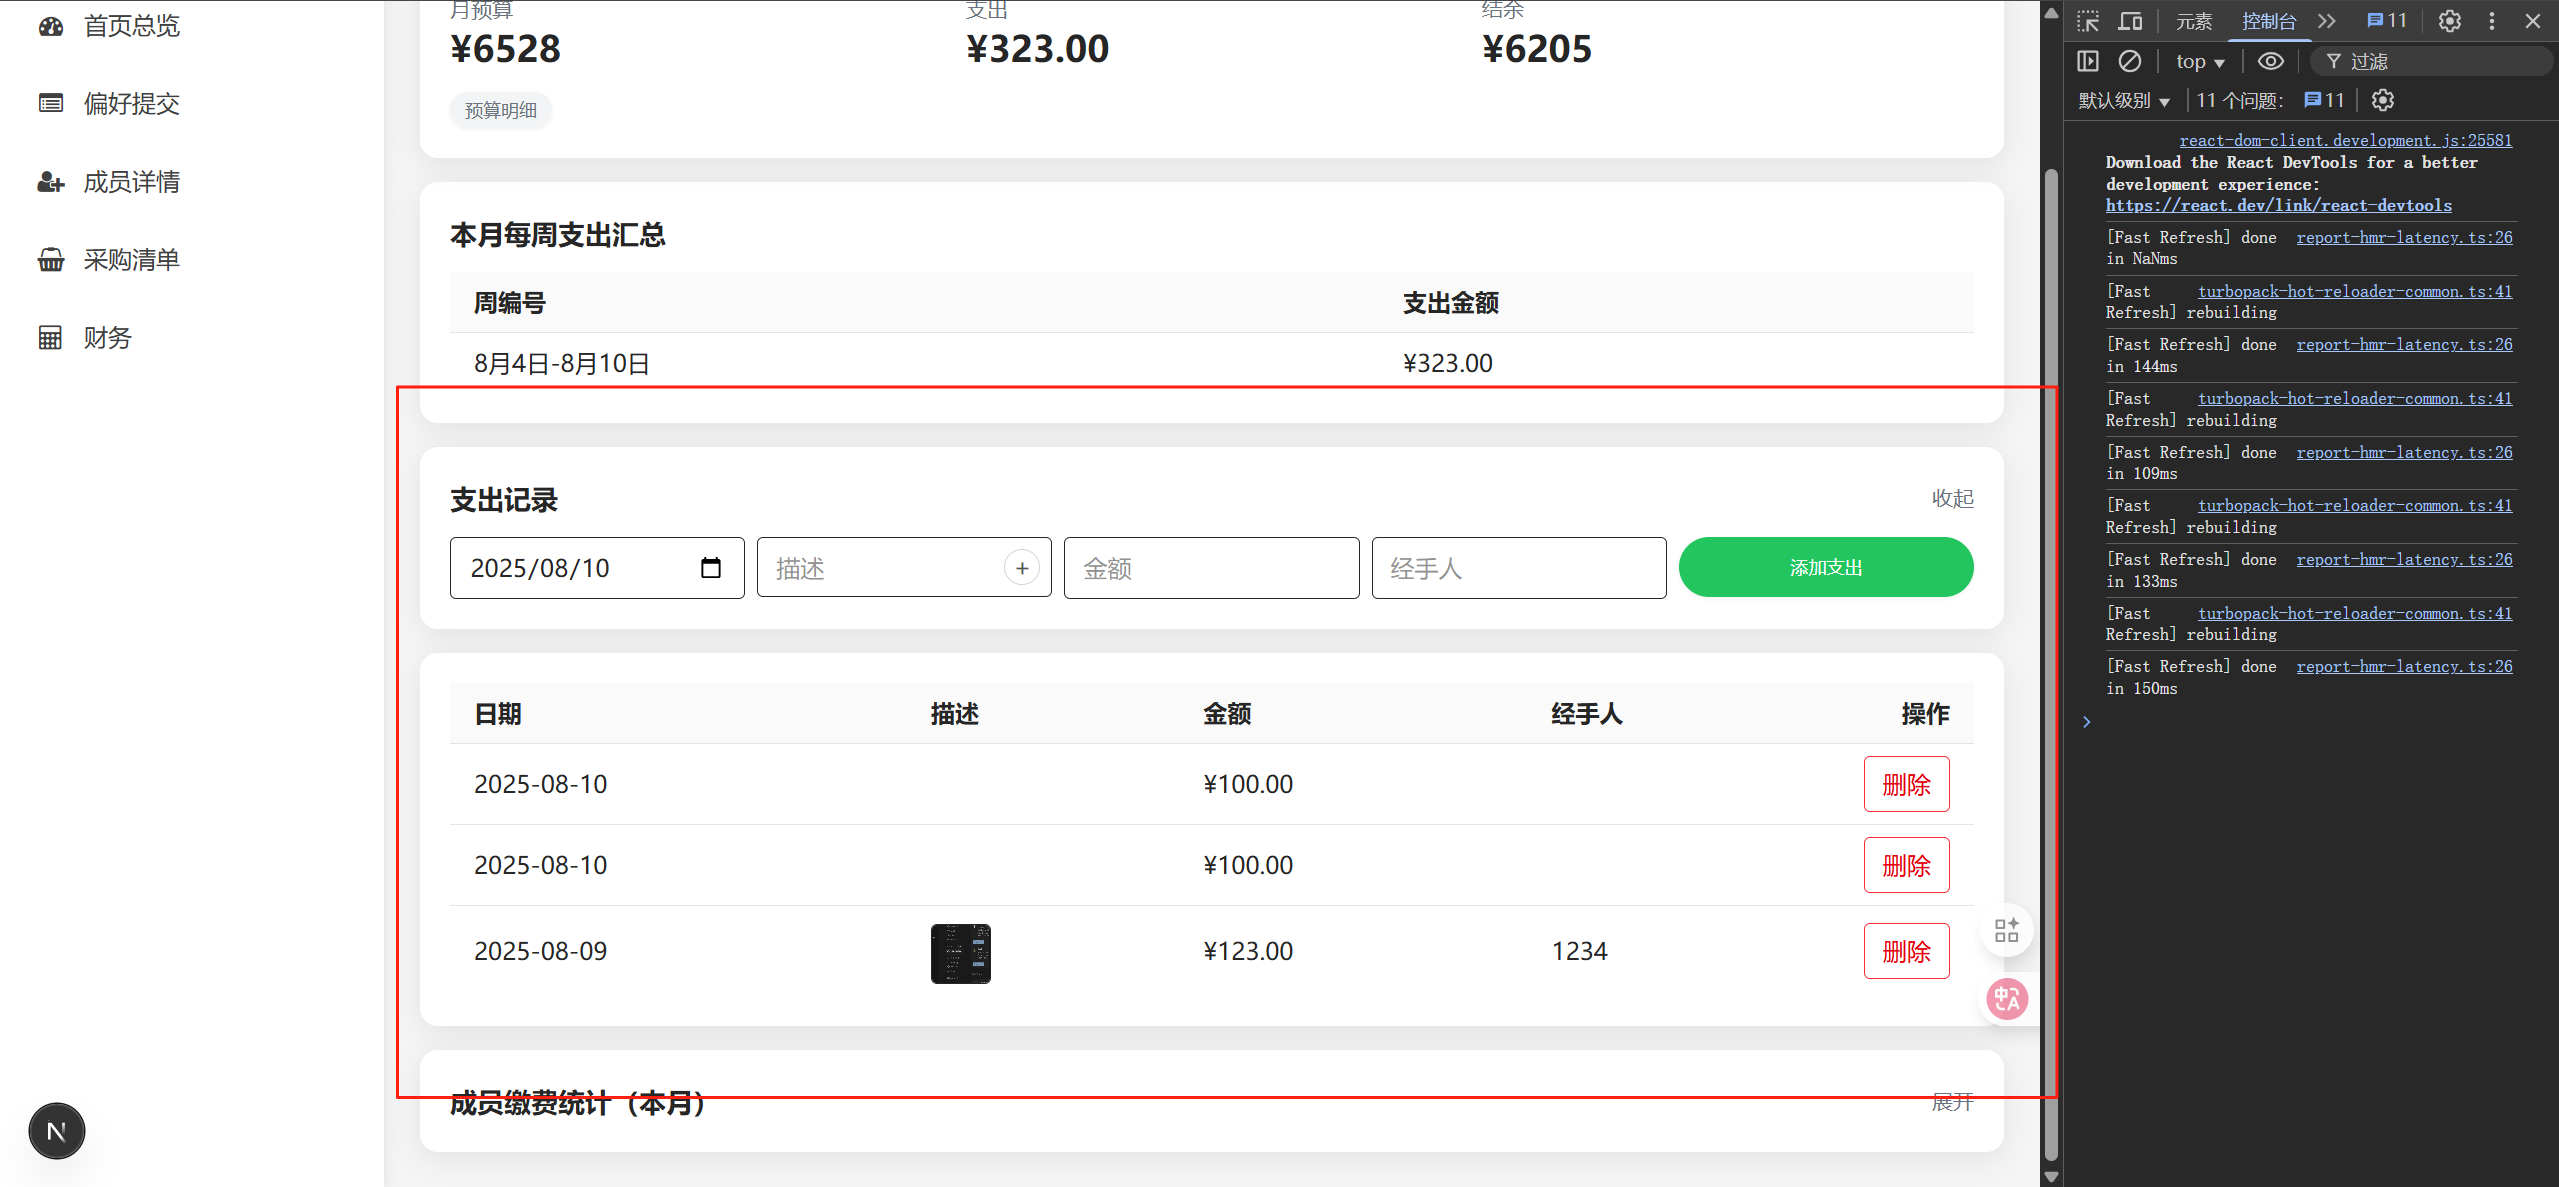 首页总览
偏好提交
成员详情
采购清单
财务
N
月预算
支出
结余
¥6528
¥323.00
¥6205
预算明细
本月每周支出汇总
周编号
支出金额
8月4日-8月10日
¥323.00
支出记录
收起
2025/08/10
描述
+
金额
经手人
添加支出
日期
描述
金额
经手人
操作
2025-08-10
¥100.00
删除
2025-08-10
¥100.00
删除
2025-08-09
¥123.00
1234
删除
中A
成员缴费统计（本月）
展开
元素
控制台
11
top
过滤
默认级别
11 个问题：
11
react-dom-client.development.js:25581
Download the React DevTools for a better
development experience:
https://react.dev/link/react-devtools
[Fast Refresh] done report-hmr-latency.ts:26
in NaNms
[Fast turbopack-hot-reloader-common.ts:41
Refresh] rebuilding
[Fast Refresh] done report-hmr-latency.ts:26
in 144ms
[Fast turbopack-hot-reloader-common.ts:41
Refresh] rebuilding
[Fast Refresh] done report-hmr-latency.ts:26
in 109ms
[Fast turbopack-hot-reloader-common.ts:41
Refresh] rebuilding
[Fast Refresh] done report-hmr-latency.ts:26
in 133ms
[Fast turbopack-hot-reloader-common.ts:41
Refresh] rebuilding
[Fast Refresh] done report-hmr-latency.ts:26
in 150ms